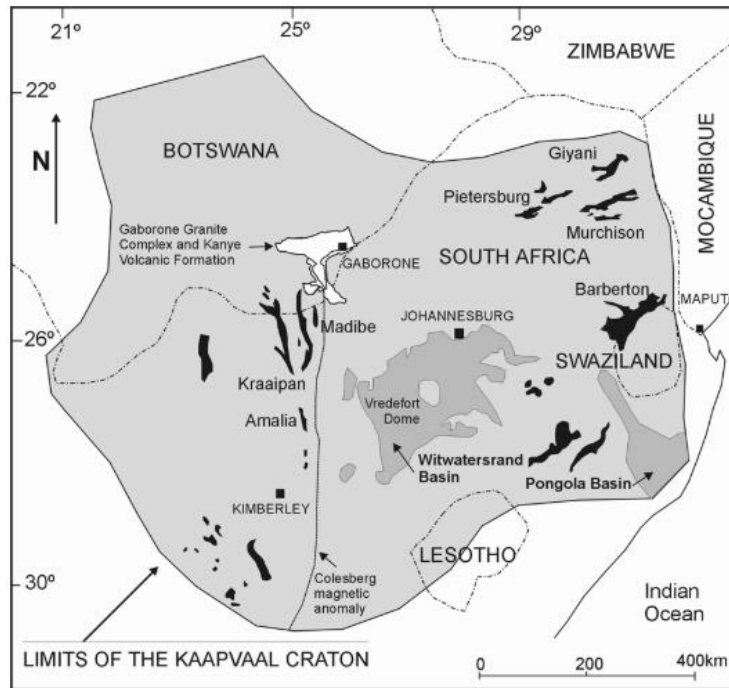 21º
25º
29º
ZIMBABWE
22º
N
BOTSWANA
MOCAMBIQUE
Giyani
Pietersburg
Murchison
Gaborone Granite
Complex and Kanye
Volcanic Formation
GABORONE
SOUTH AFRICA
Barberton
MAPUT
26º
Madibe
JOHANNESBURG
SWAZILAND
Kraaipan
Amalia
Vredefort
Dome
Witwatersrand
Basin
Pongola Basin
KIMBERLEY
LESOTHO
30º
Colesberg
magnetic
anomaly
Indian
Ocean
LIMITS OF THE KAAPVAAL CRATON
0 200 400km